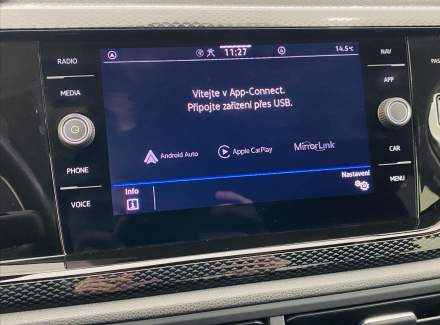 RADIO
MEDIA
PHONE
VOICE
11:27
14.5°C
Vítejte v App-Connect.
Připojte zařízení přes USB.
Android Auto
Apple CarPlay
MirrorLink
Info
Nastavení
NAV
APP
CAR
MENU